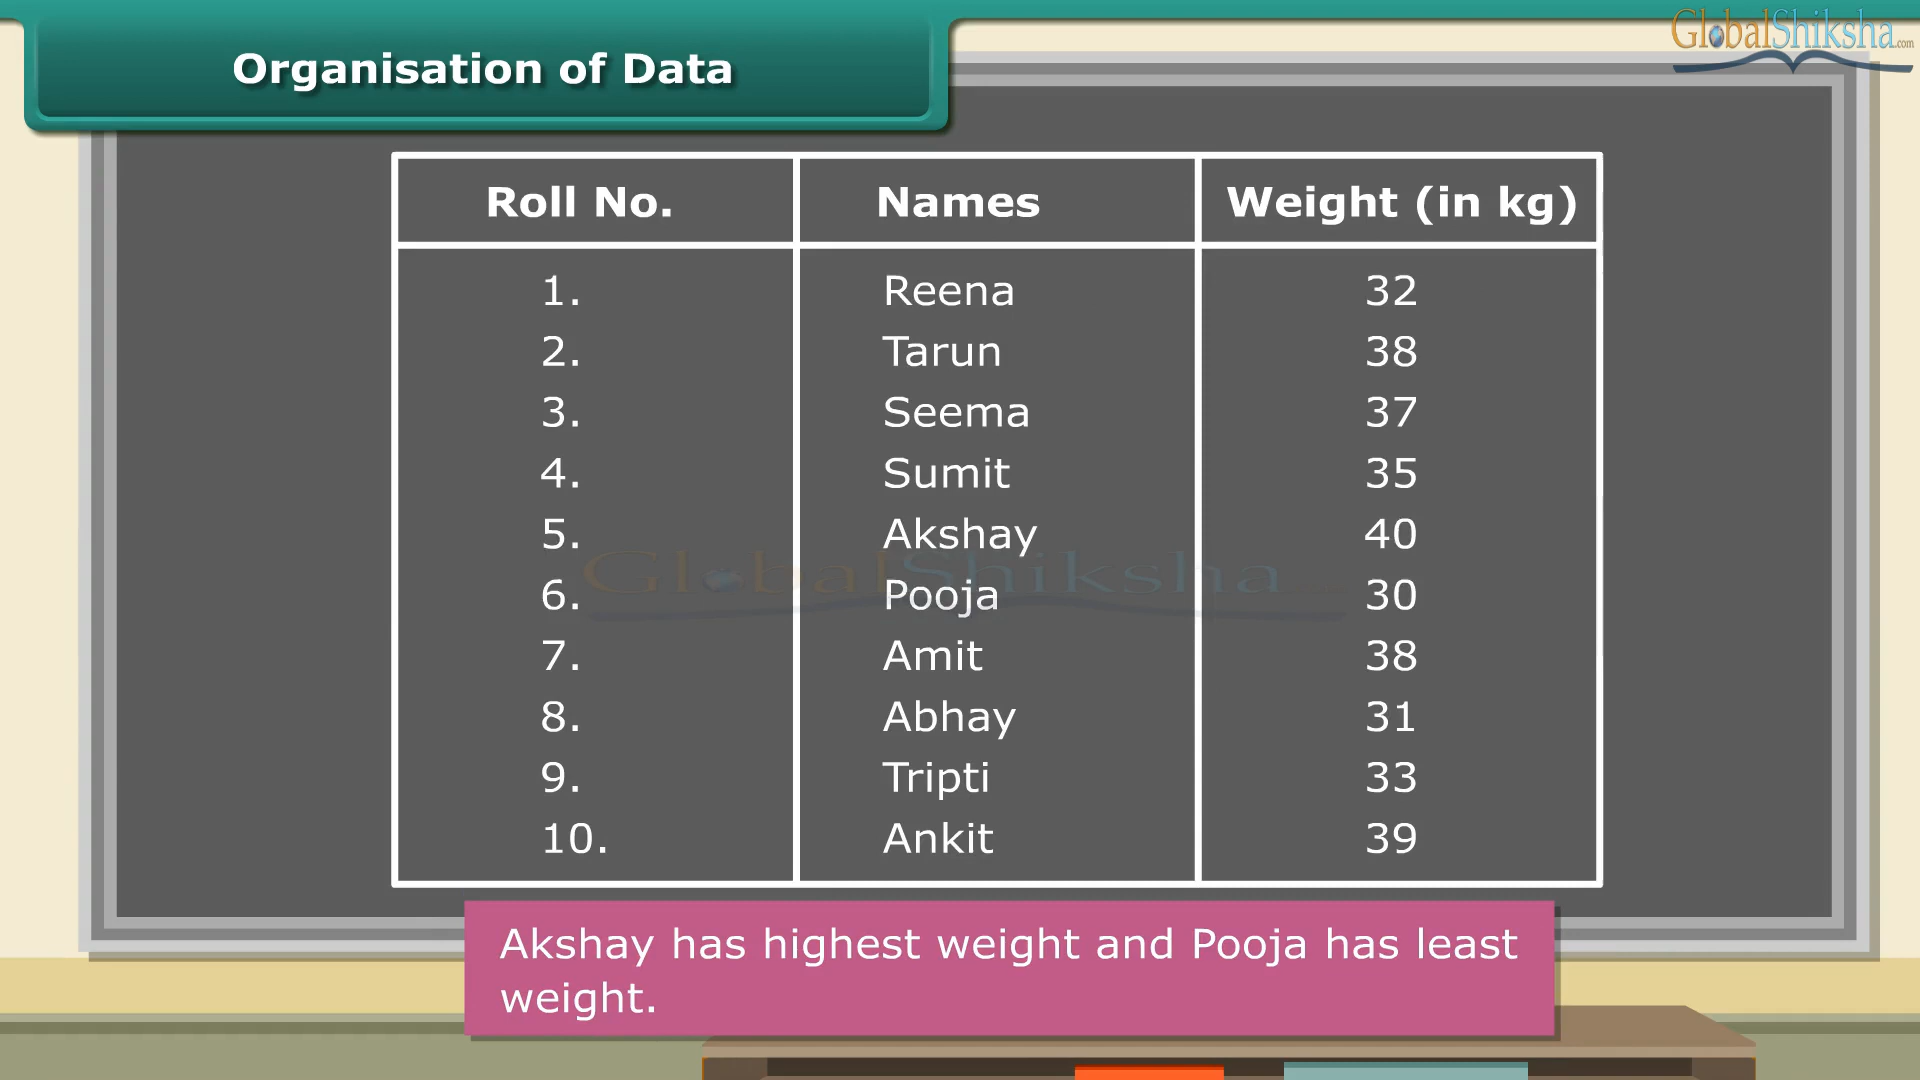 Organisation of Data
GlobalShiksha.com
Roll No. Names Weight (in kg)
1. Reena 32
2. Tarun 38
3. Seema 37
4. Sumit 35
5. Akshay 40
6. Pooja 30
7. Amit 38
8. Abhay 31
9. Tripti 33
10. Ankit 39
GlobalShiksha
Akshay has highest weight and Pooja has least
weight.